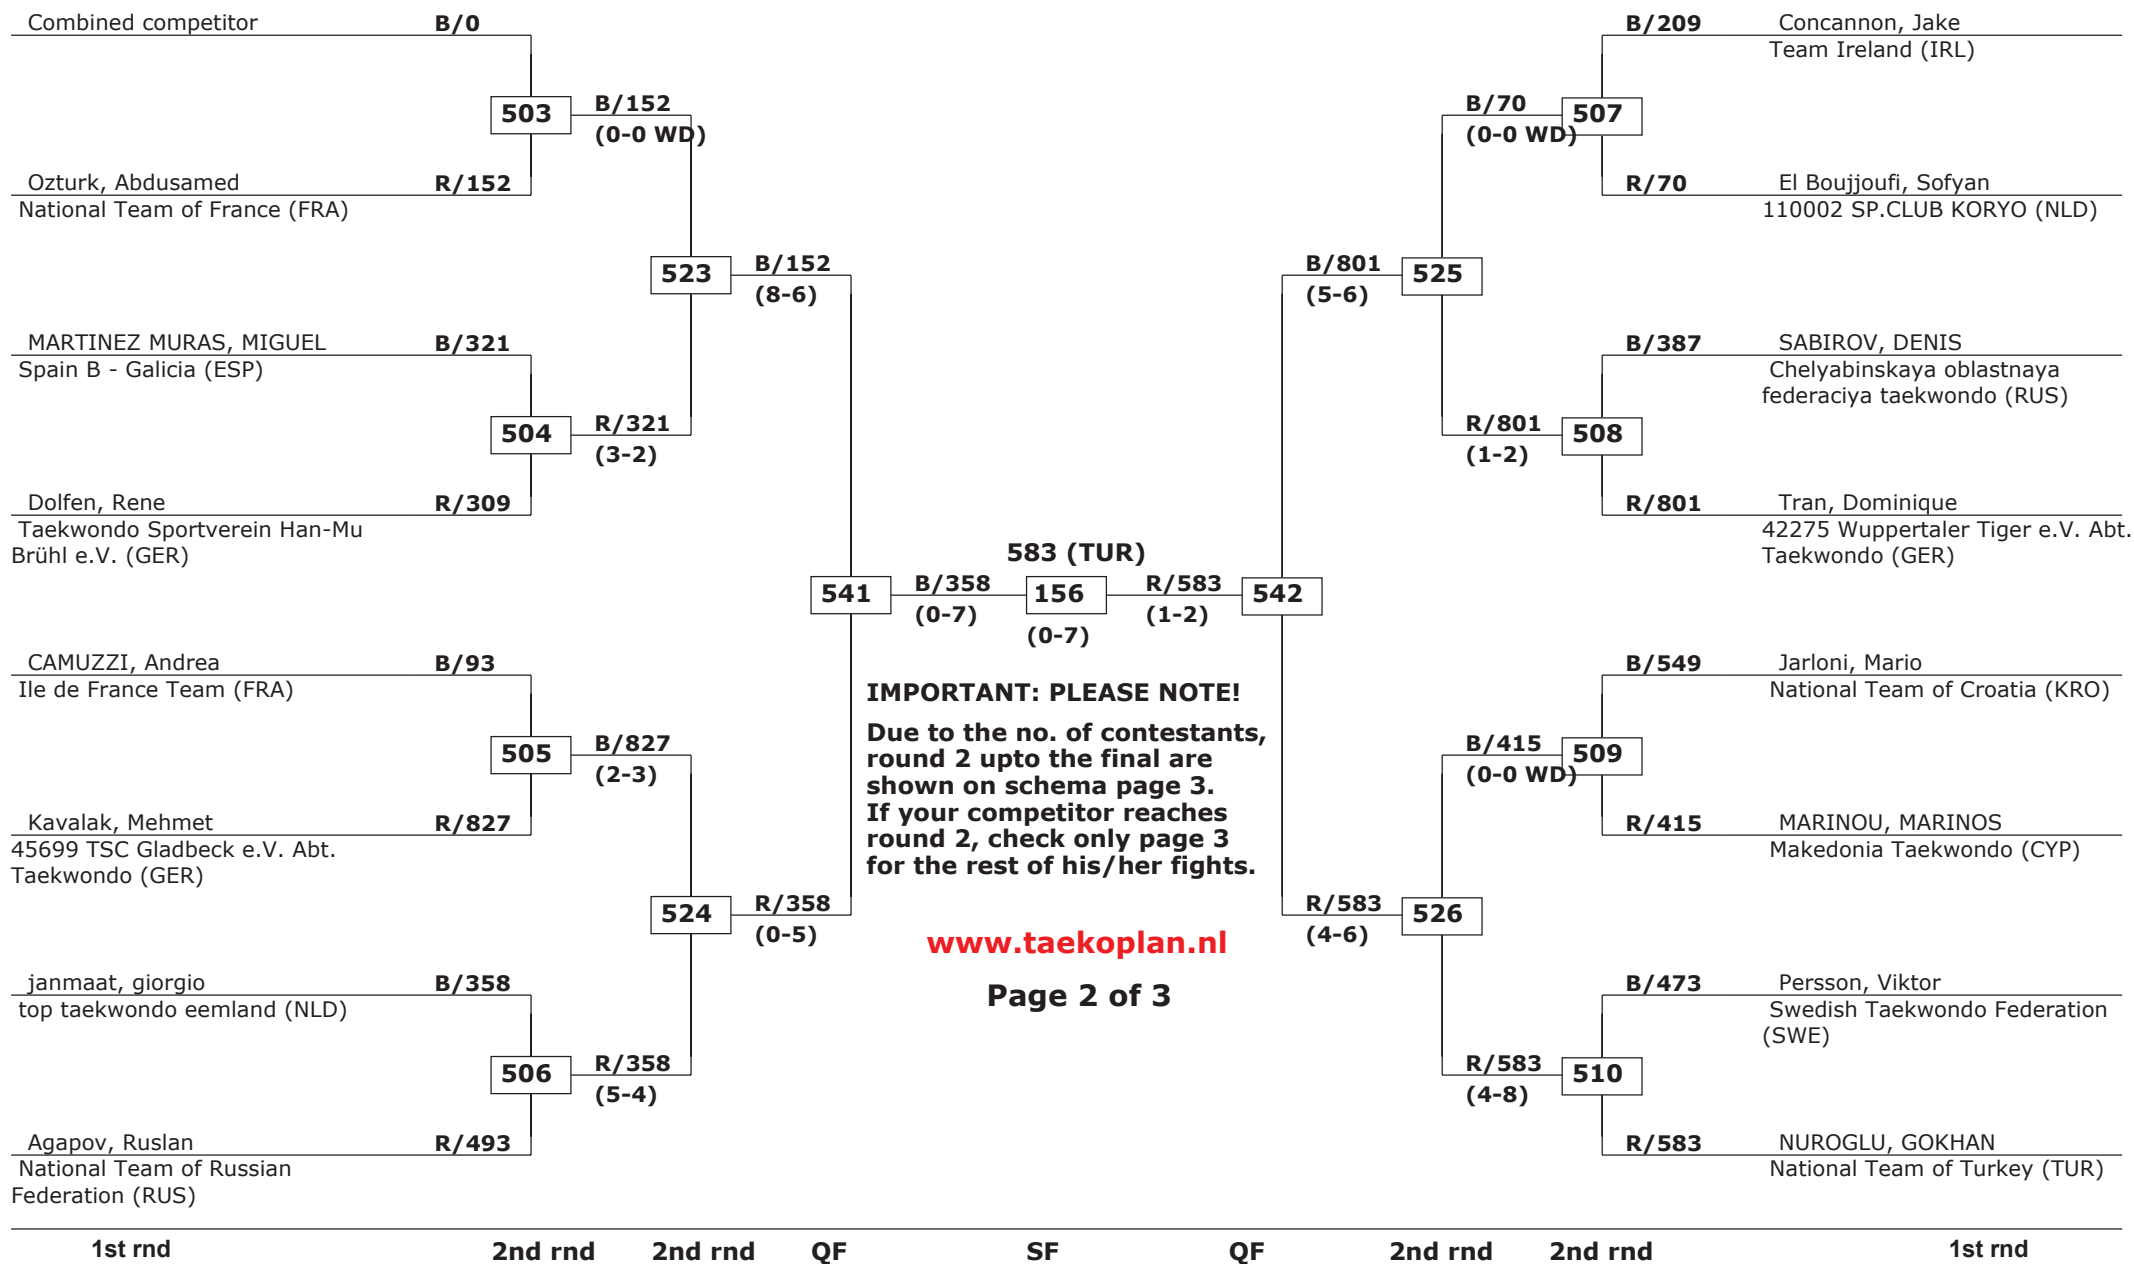 Combined competitor B/0
503
B/152
(0-0 WD)
Ozturk, Abdusamed R/152
National Team of France (FRA)
523
B/152
(8-6)
MARTINEZ MURAS, MIGUEL B/321
Spain B - Galicia (ESP)
504
R/321
(3-2)
Dolfen, Rene R/309
Taekwondo Sportverein Han-Mu
Brühl e.V. (GER)
541
B/358
(0-7)
CAMUZZI, Andrea B/93
Ile de France Team (FRA)
505
B/827
(2-3)
Kavalak, Mehmet R/827
45699 TSC Gladbeck e.V. Abt.
Taekwondo (GER)
524
R/358
(0-5)
janmaat, giorgio B/358
top taekwondo eemland (NLD)
506
R/358
(5-4)
Agapov, Ruslan R/493
National Team of Russian
Federation (RUS)
583 (TUR)
156
(0-7)
IMPORTANT: PLEASE NOTE!
Due to the no. of contestants,
round 2 upto the final are
shown on schema page 3.
If your competitor reaches
round 2, check only page 3
for the rest of his/her fights.
www.taekoplan.nl
Page 2 of 3
B/209 Concannon, Jake
Team Ireland (IRL)
B/70
(0-0 WD)
507
R/70 El Boujjoufi, Sofyan
110002 SP.CLUB KORYO (NLD)
B/801
(5-6)
525
B/387 SABIROV, DENIS
Chelyabinskaya oblastnaya
federaciya taekwondo (RUS)
R/801
(1-2)
508
R/801 Tran, Dominique
42275 Wuppertaler Tiger e.V. Abt.
Taekwondo (GER)
R/583
(1-2)
542
B/549 Jarloni, Mario
National Team of Croatia (KRO)
B/415
(0-0 WD)
509
R/415 MARINOU, MARINOS
Makedonia Taekwondo (CYP)
R/583
(4-6)
526
B/473 Persson, Viktor
Swedish Taekwondo Federation
(SWE)
R/583
(4-8)
510
R/583 NUROGLU, GOKHAN
National Team of Turkey (TUR)
1st rnd 2nd rnd 2nd rnd QF SF QF 2nd rnd 2nd rnd 1st rnd